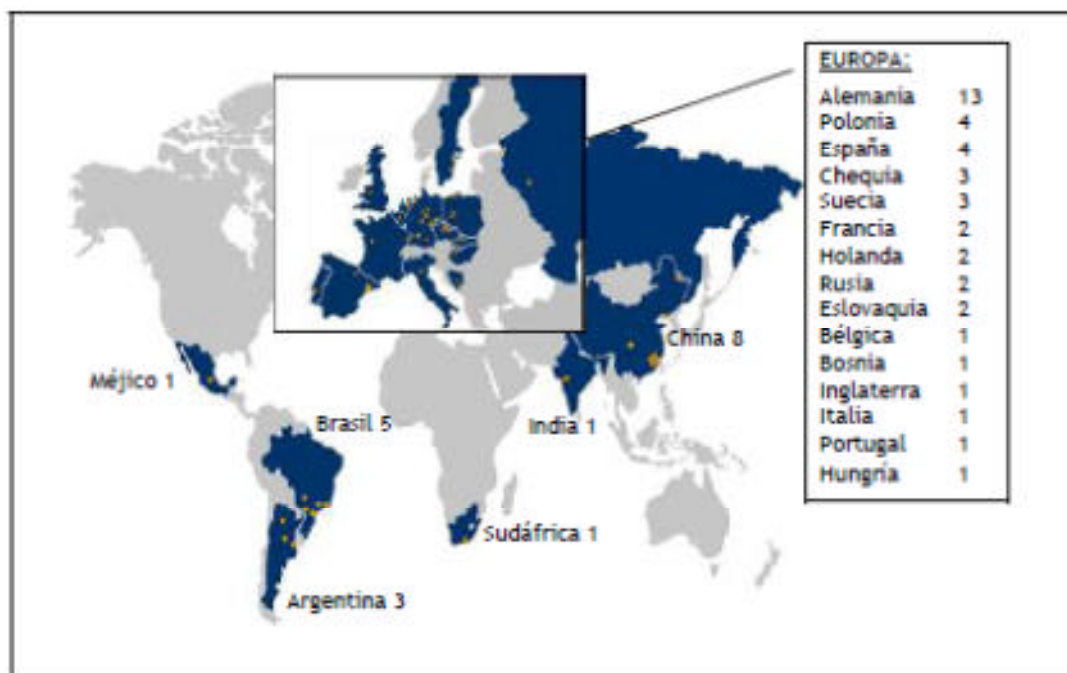 EUROPA:
Alemania 13
Polonia 4
España 4
Chequia 3
Suecia 3
Francia 2
Holanda 2
Rusia 2
Eslovaquia 2
Bélgica 1
Bosnia 1
Inglaterra 1
Italia 1
Portugal 1
Hungría 1
China 8
Méjico 1
Brasil 5
India 1
Sudáfrica 1
Argentina 3